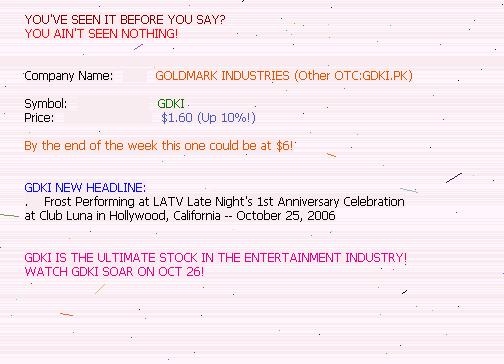 YOU'VE SEEN IT BEFORE YOU SAY?
YOU AIN'T SEEN NOTHING!
Company Name: GOLDMARK INDUSTRIES (Other OTC:GDKI.PK)
Symbol: GDKI
Price: $1.60 (Up 10%!)
By the end of the week this one could be at $6!
GDKI NEW HEADLINE:
. Frost Performing at LATV Late Night's 1st Anniversary Celebration
at Club Luna in Hollywood, California -- October 25, 2006
GDKI IS THE ULTIMATE STOCK IN THE ENTERTAINMENT INDUSTRY!
WATCH GDKI SOAR ON OCT 26!